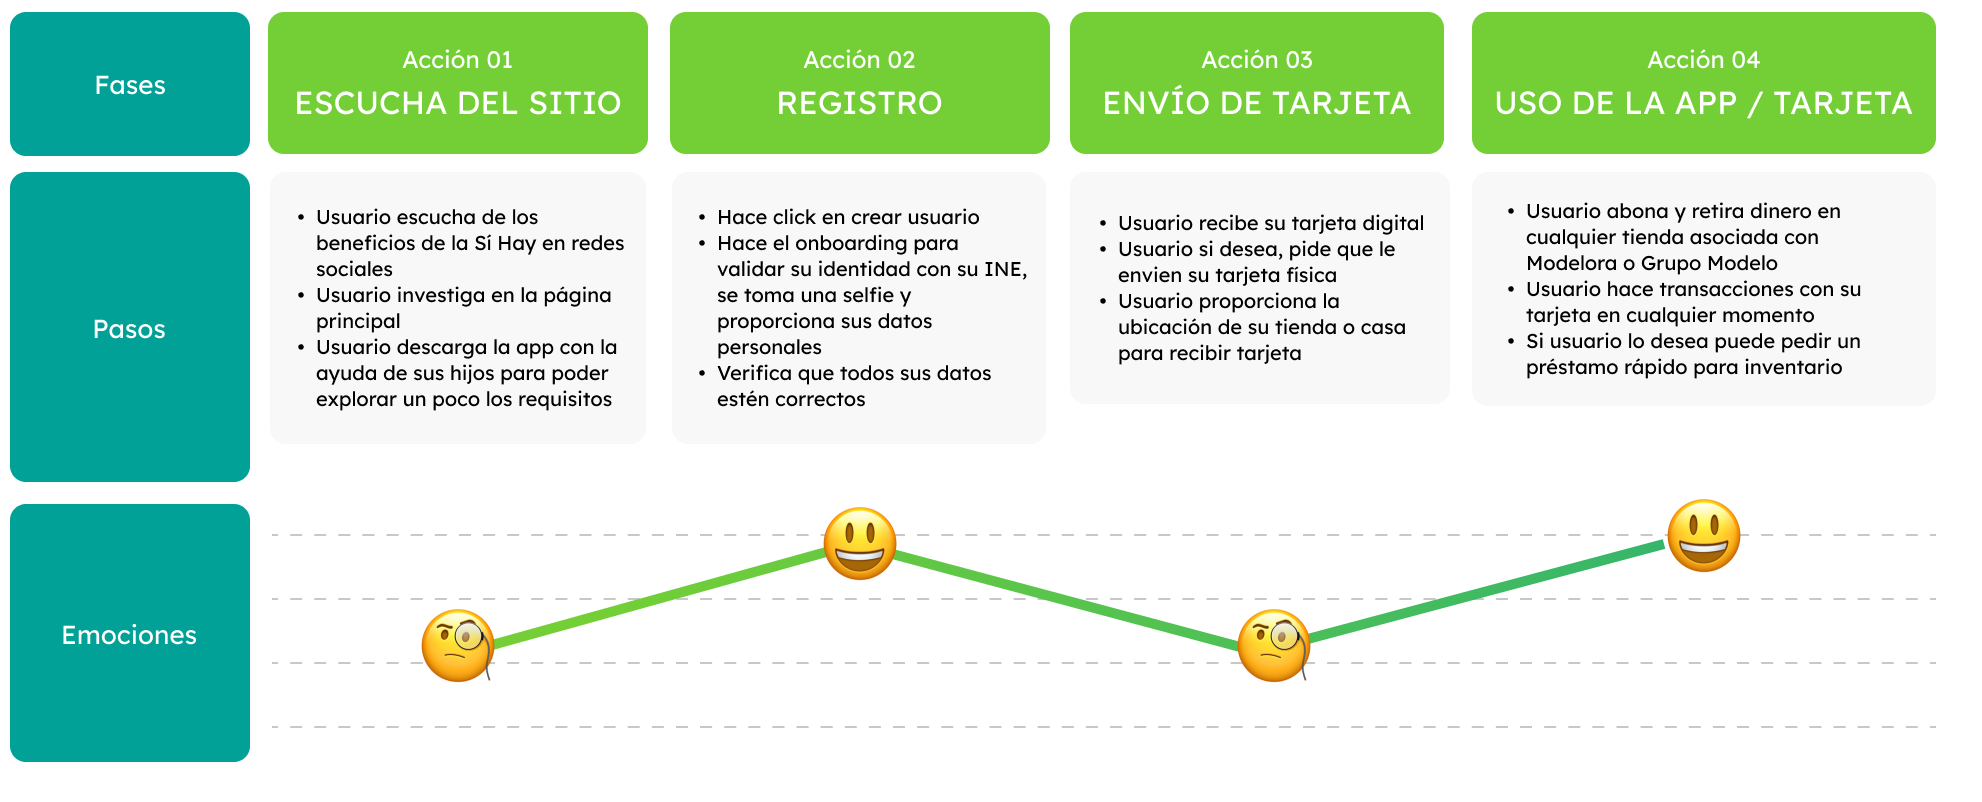 Fases
Acción 01
ESCUCHA DEL SITIO
Acción 02
REGISTRO
Acción 03
ENVÍO DE TARJETA
Acción 04
USO DE LA APP / TARJETA
Pasos
• Usuario escucha de los
beneficios de la Sí Hay en redes
sociales
• Usuario investiga en la página
principal
• Usuario descarga la app con la
ayuda de sus hijos para poder
explorar un poco los requisitos
• Hace click en crear usuario
• Hace el onboarding para
validar su identidad con su INE,
se toma una selfie y
proporciona sus datos
personales
• Verifica que todos sus datos
estén correctos
• Usuario recibe su tarjeta digital
• Usuario si desea, pide que le
envien su tarjeta física
• Usuario proporciona la
ubicación de su tienda o casa
para recibir tarjeta
• Usuario abona y retira dinero en
cualquier tienda asociada con
Modelora o Grupo Modelo
• Usuario hace transacciones con su
tarjeta en cualquier momento
• Si usuario lo desea puede pedir un
préstamo rápido para inventario
Emociones